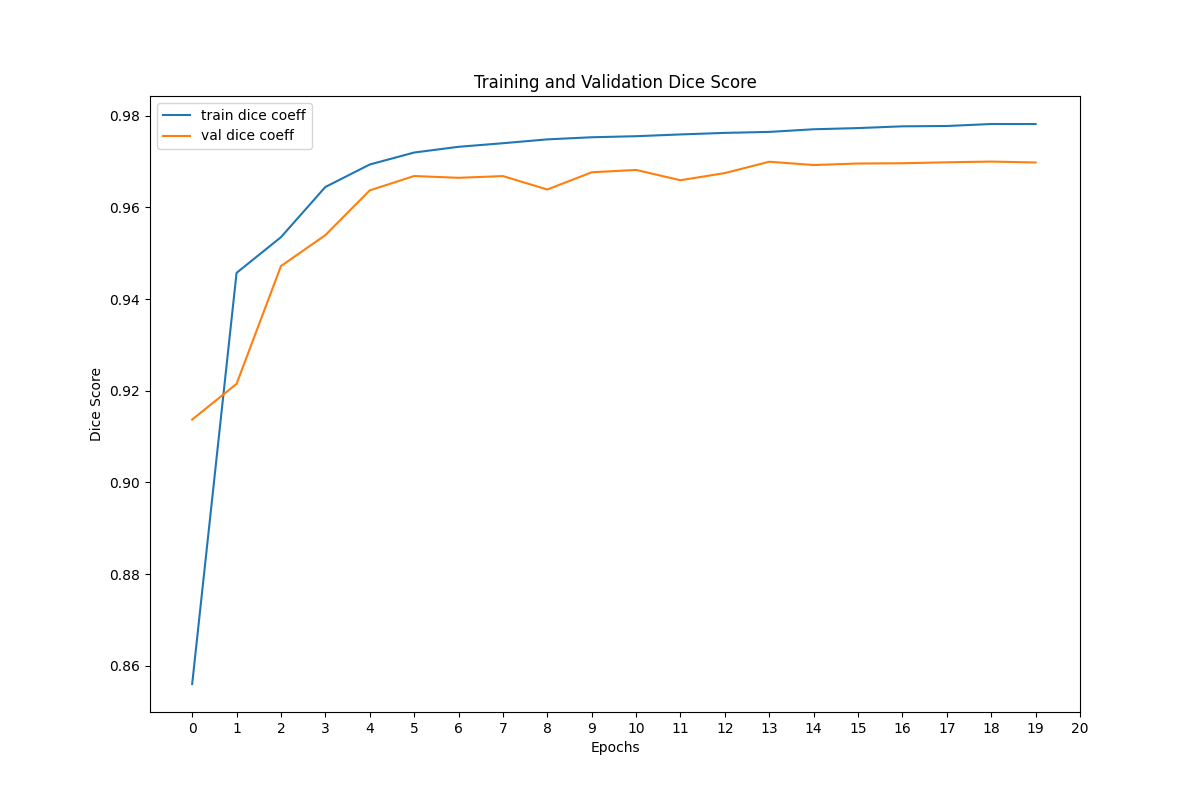 Training and Validation Dice Score
train dice coeff
val dice coeff
0.98
0.96
0.94
0.92
0.90
0.88
0.86
Dice Score
0 1 2 3 4 5 6 7 8 9 10 11 12 13 14 15 16 17 18 19 20
Epochs